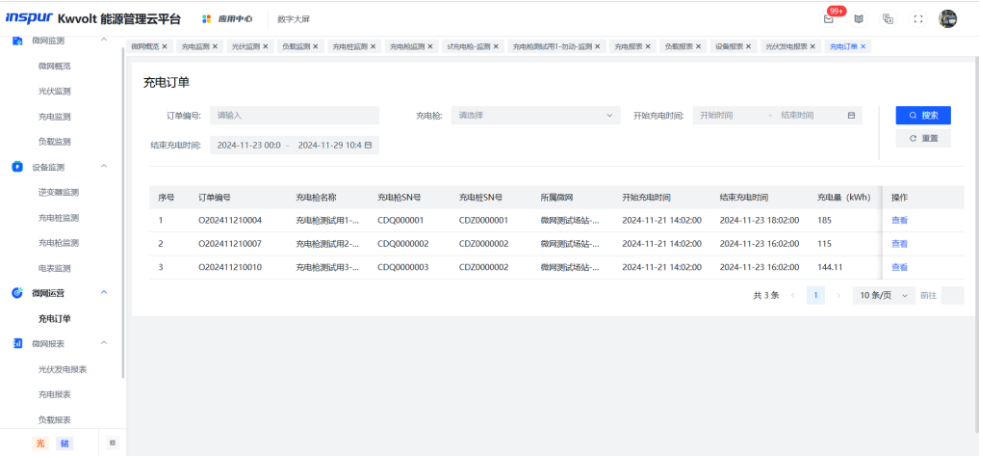 inspur Kwvolt 能源管理云平台 应用中心 数字大屏 99+
微网监测
微网概览 × 充电监测 × 光伏监测 × 负载监测 × 充电桩监测 × 充电枪监测 × sf充电枪-监测 × 充电枪测试用1-勿动-监测 × 充电报表 × 负载报表 × 设备报表 × 光伏发电报表 × 充电订单 ×
微网概览
光伏监测
充电监测
负载监测
设备监测
逆变器监测
充电桩监测
充电枪监测
电表监测
微网运营
充电订单
微网报表
光伏发电报表
充电报表
负载报表
光 储
充电订单
订单编号: 请输入 充电枪: 请选择 开始充电时间: 开始时间 - 结束时间 搜索
结束充电时间: 2024-11-23 00:0 - 2024-11-29 10:4 重置
序号 订单编号 充电枪名称 充电枪SN号 充电桩SN号 所属微网 开始充电时间 结束充电时间 充电量 (kWh) 操作
1 O202411210004 充电枪测试用1-... CDQ000001 CDZ0000001 微网测试场站-... 2024-11-21 14:02:00 2024-11-23 18:02:00 185 查看
2 O202411210007 充电枪测试用2-... CDQ0000002 CDZ0000002 微网测试场站-... 2024-11-21 14:02:00 2024-11-23 16:02:00 115 查看
3 O202411210010 充电枪测试用3-... CDQ0000003 CDZ0000002 微网测试场站-... 2024-11-21 14:02:00 2024-11-23 16:02:00 144.11 查看
共 3 条 < 1 > 10 条/页 前往